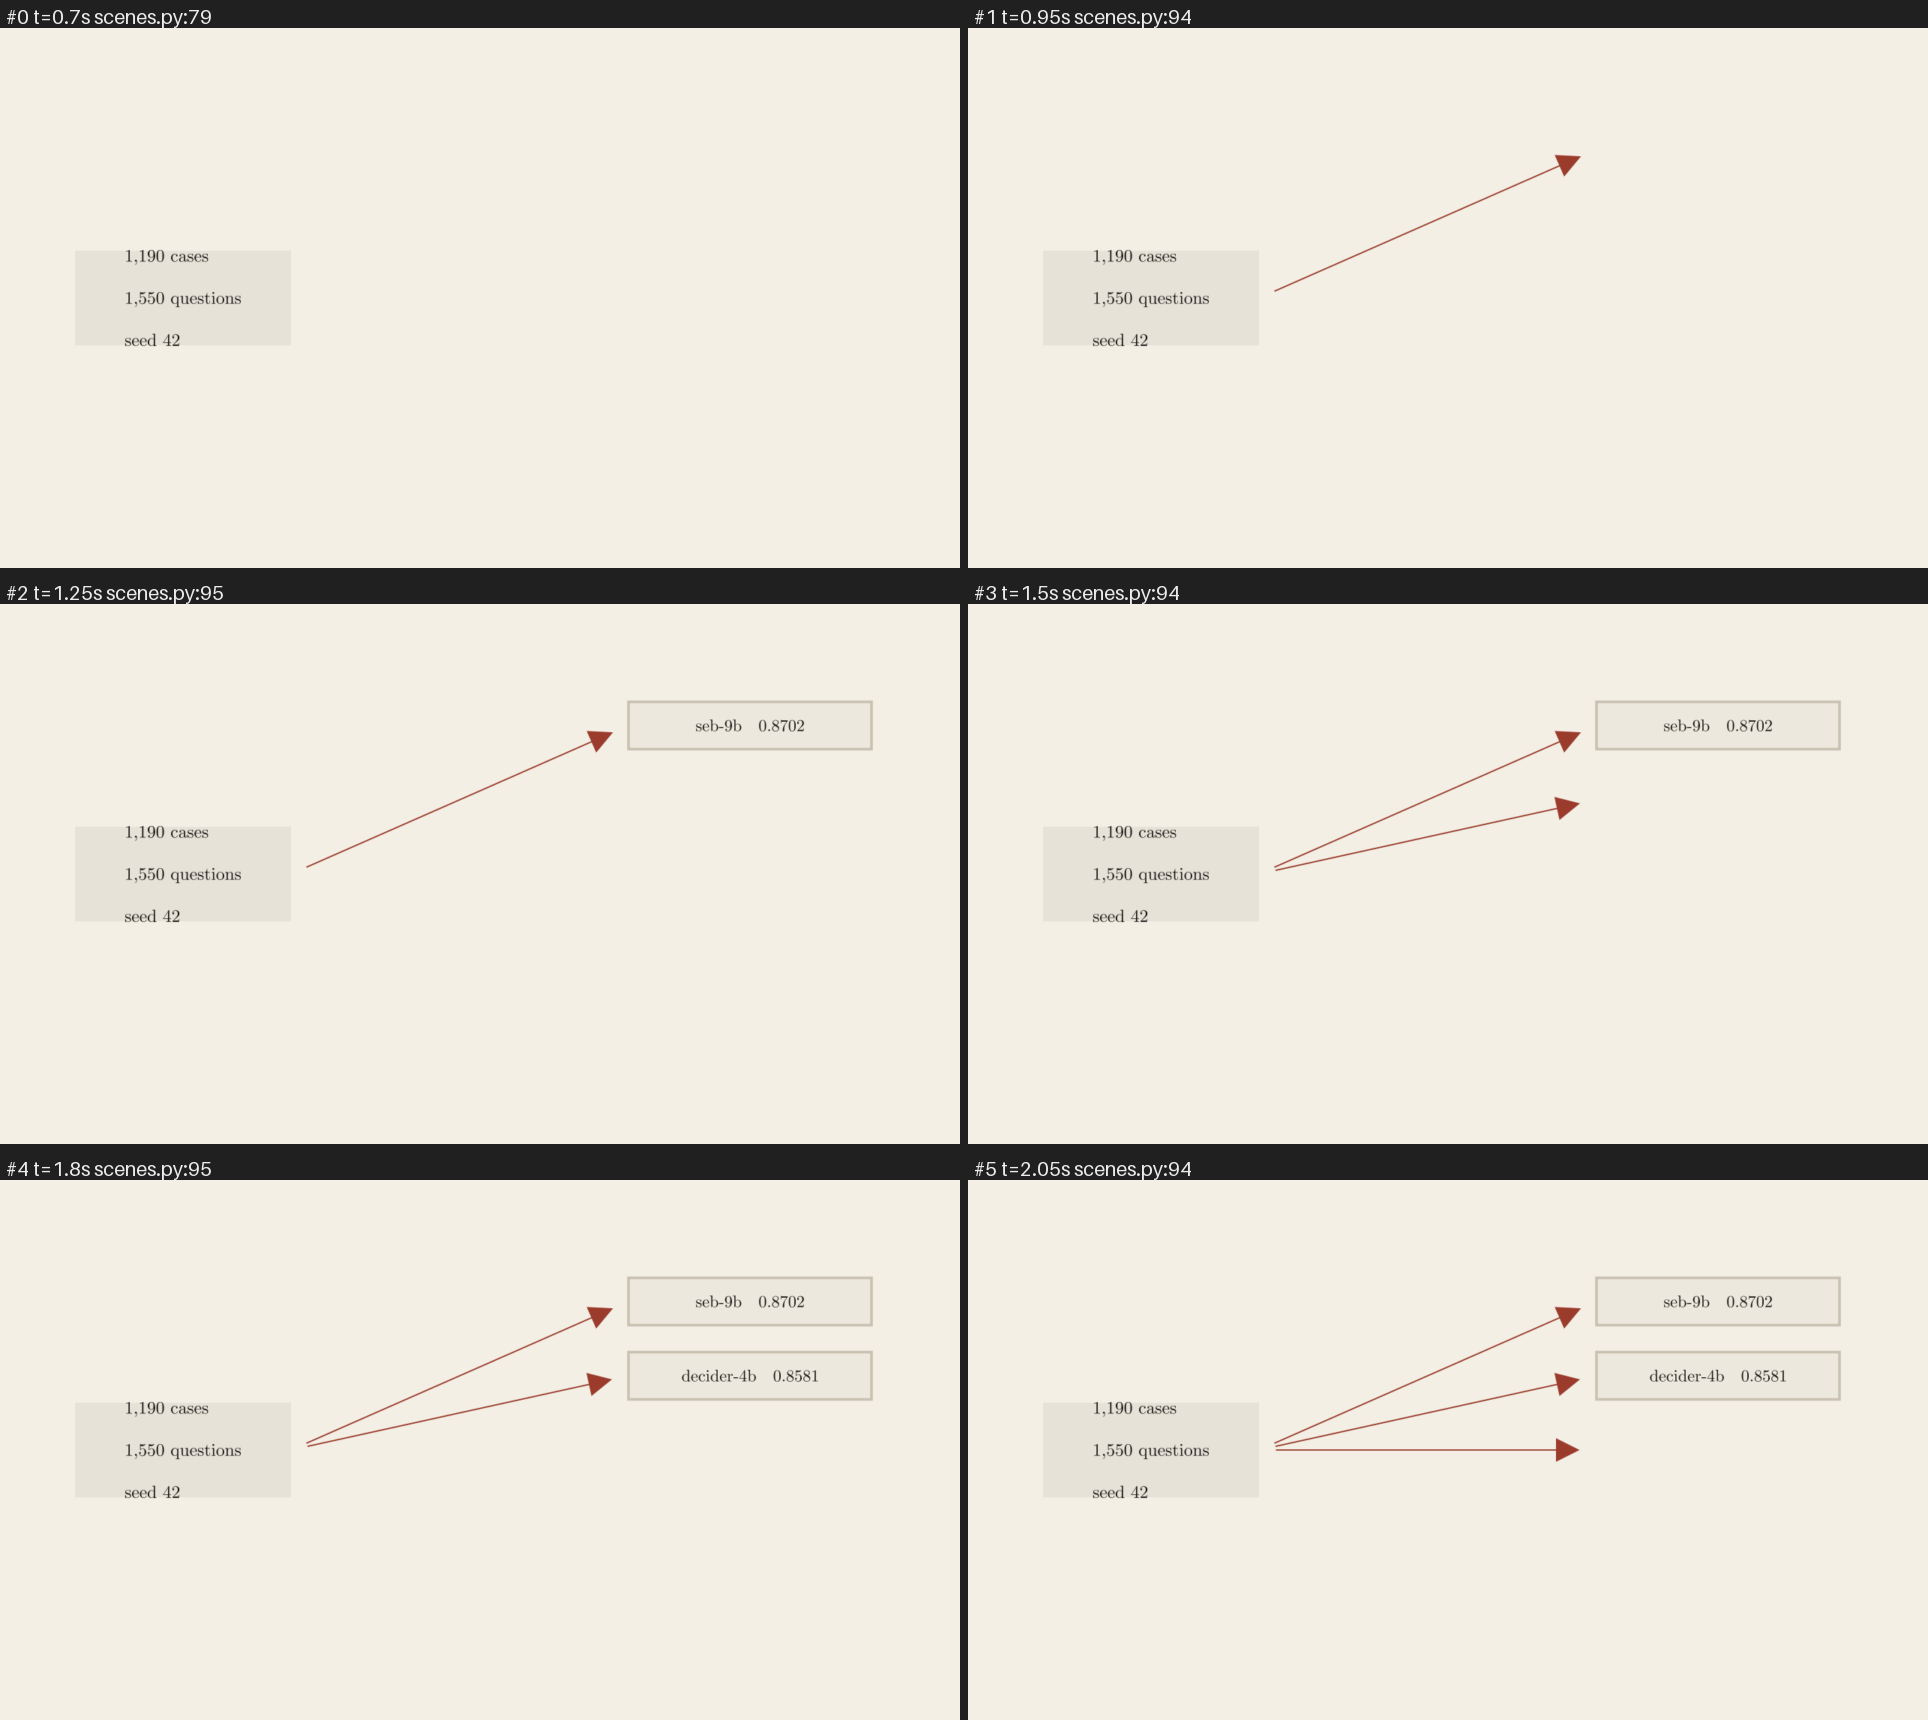 #0 t=0.7s scenes.py:79
1,190 cases
1,550 questions
seed 42
#1 t=0.95s scenes.py:94
1,190 cases
1,550 questions
seed 42
#2 t=1.25s scenes.py:95
seb-9b 0.8702
1,190 cases
1,550 questions
seed 42
#3 t=1.5s scenes.py:94
seb-9b 0.8702
1,190 cases
1,550 questions
seed 42
#4 t=1.8s scenes.py:95
seb-9b 0.8702
decider-4b 0.8581
1,190 cases
1,550 questions
seed 42
#5 t=2.05s scenes.py:94
seb-9b 0.8702
decider-4b 0.8581
1,190 cases
1,550 questions
seed 42